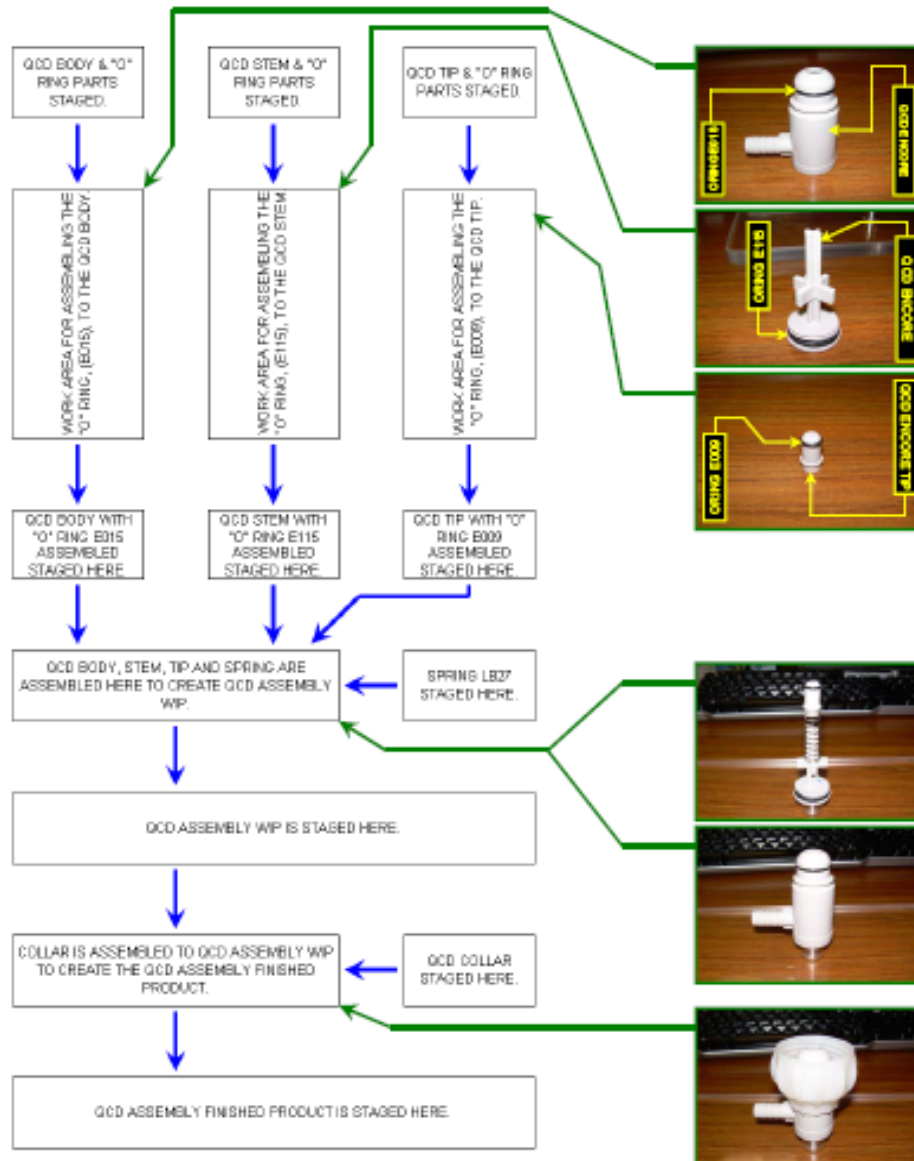 QCD BODY & "O"
RING PARTS
STAGED.
QCD STEM & "O"
RING PARTS
STAGED.
QCD TIP & "O" RING
PARTS STAGED.
WORK AREA FOR ASSEMBLING THE
"O" RING, (E015), TO THE QCD BODY.
WORK AREA FOR ASSEMBELING THE
"O" RING, (E115), TO THE QCD STEM
WORK AREA FOR ASSEMBLING THE
"O" RING, (E009), TO THE QCD TIP.
QCD BODY WITH
"O" RING E015
ASSEMBLED
STAGED HERE
QCD STEM WITH
"O" RING E115
ASSEMBLED
STAGED HERE.
QCD TIP WITH "O"
RING E009
ASSEMBLED
STAGED HERE.
QCD BODY, STEM, TIP AND SPRING ARE
ASSEMBLED HERE TO CREATE QCD ASSEMBLY
WIP.
SPRING LB27
STAGED HERE.
QCD ASSEMBLY WIP IS STAGED HERE.
COLLAR IS ASSEMBLED TO QCD ASSEMBLY WIP
TO CREATE THE QCD ASSEMBLY FINISHED
PRODUCT.
QCD COLLAR
STAGED HERE.
QCD ASSEMBLY FINISHED PRODUCT IS STAGED HERE.
QCD ENCORE
ORING E115
QCD ENCORE
ORING E009
QCD ENCORE TIP